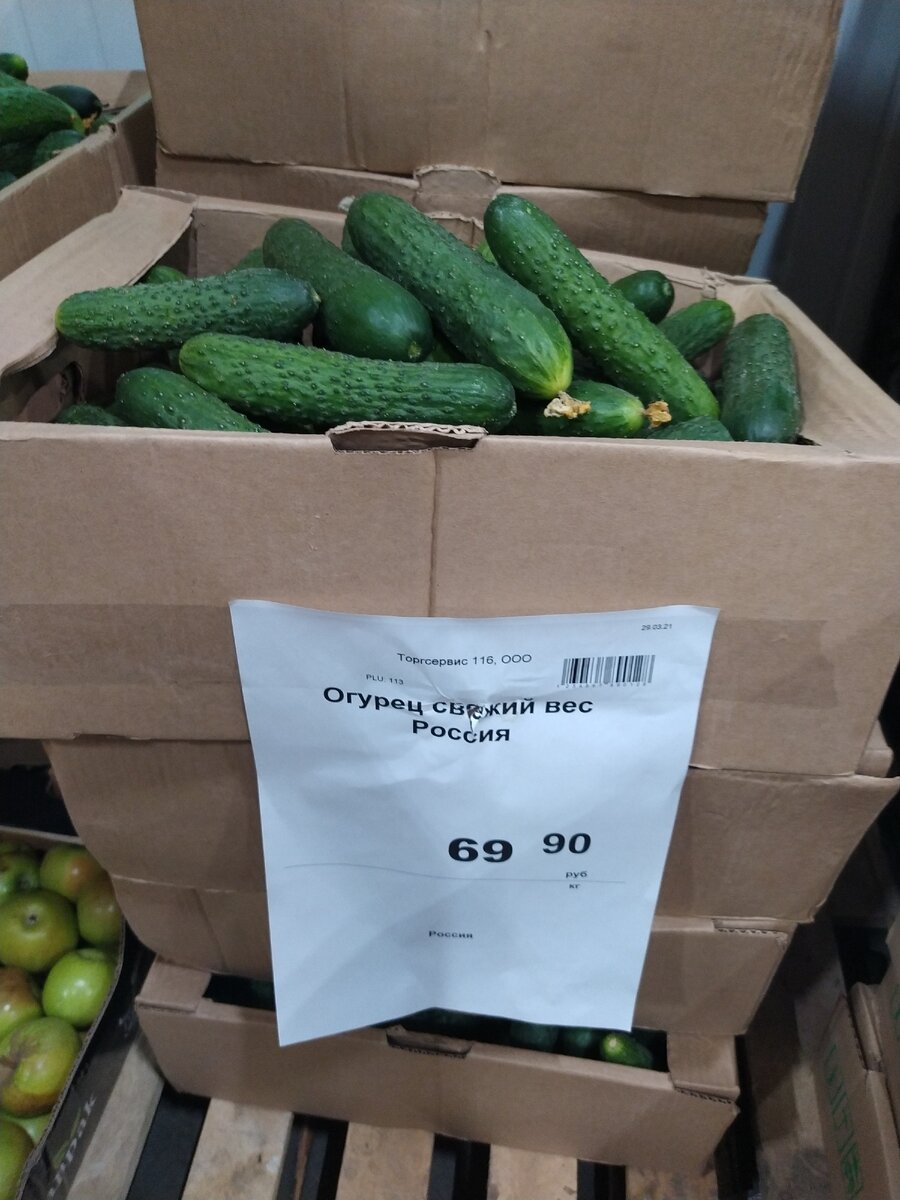 29.03.21
Торгсервис 116, ООО
PLU: 113
Огурец свежий вес
Россия
69 90
руб
кг
Россия